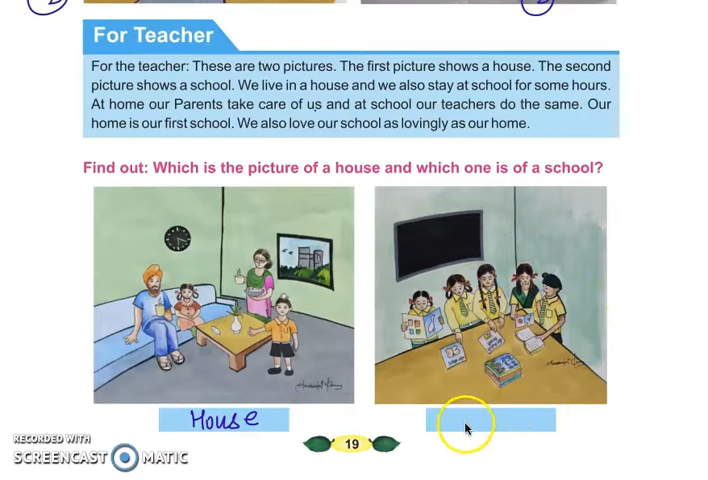 For Teacher
For the teacher: These are two pictures. The first picture shows a house. The second
picture shows a school. We live in a house and we also stay at school for some hours.
At home our Parents take care of us and at school our teachers do the same. Our
home is our first school. We also love our school as lovingly as our home.
Find out: Which is the picture of a house and which one is of a school?
House
19
RECORDED WITH
SCREENCAST MATIC